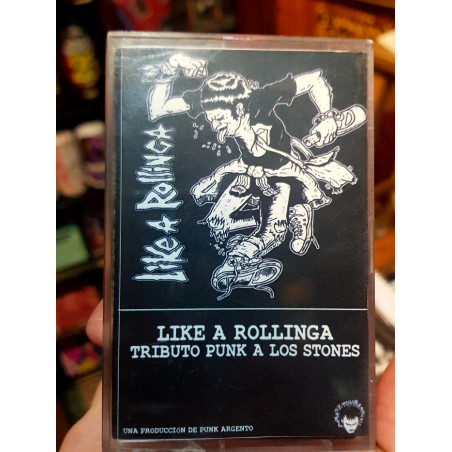 Like A Rollinga
LIKE A ROLLINGA
TRIBUTO PUNK A LOS STONES
UNA PRODUCCIÓN DE PUNK ARGENTO